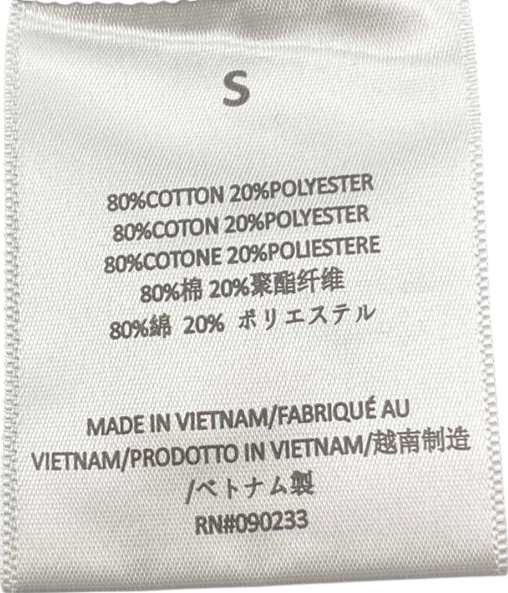 S
80%COTTON 20%POLYESTER
80%COTON 20%POLYESTER
80%COTONE 20%POLIESTERE
80%棉 20%聚酯纤维
80%綿 20% ポリエステル
MADE IN VIETNAM/FABRIQUÉ AU
VIETNAM/PRODOTTO IN VIETNAM/越南制造
/ベトナム製
RN#090233